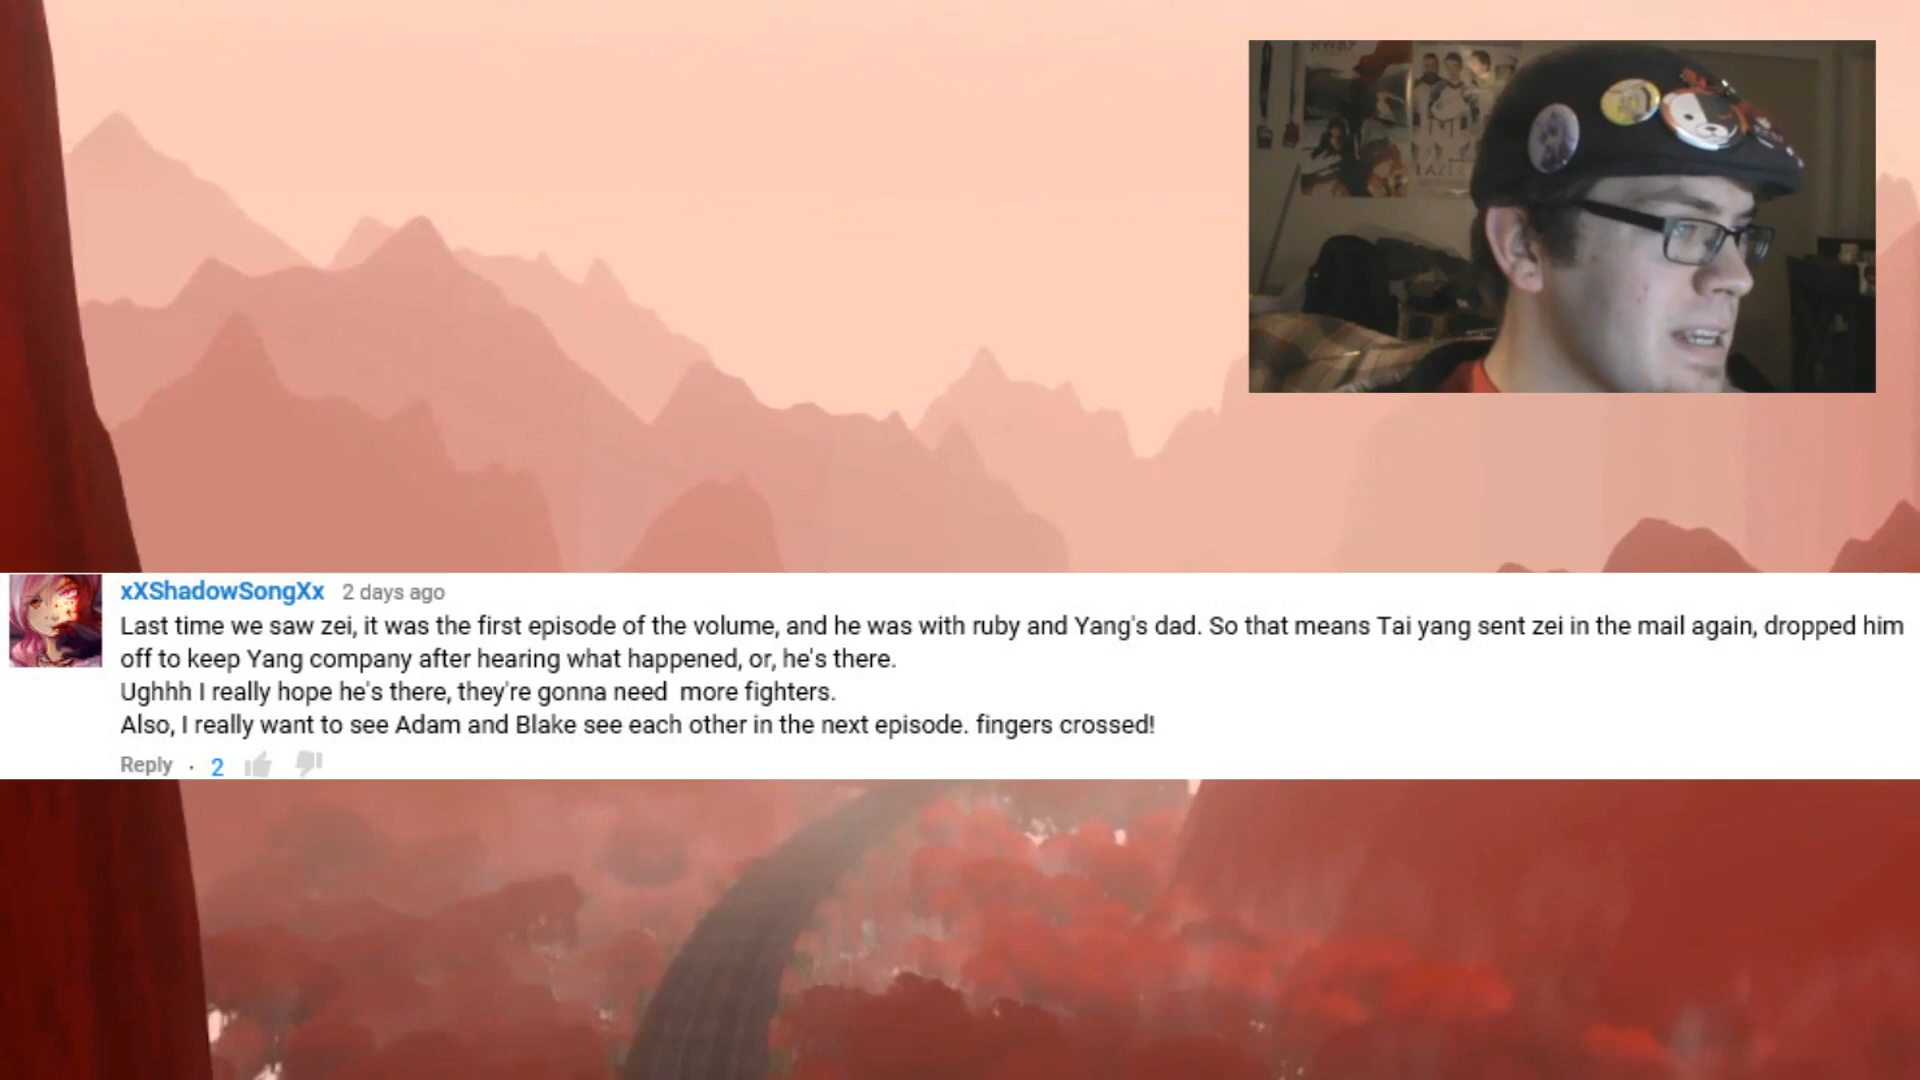 RWBY
LAZER
xXShadowSongXx 2 days ago
Last time we saw zei, it was the first episode of the volume, and he was with ruby and Yang's dad. So that means Tai yang sent zei in the mail again, dropped him
off to keep Yang company after hearing what happened, or, he's there.
Ughhh I really hope he's there, they're gonna need more fighters.
Also, I really want to see Adam and Blake see each other in the next episode. fingers crossed!
Reply · 2